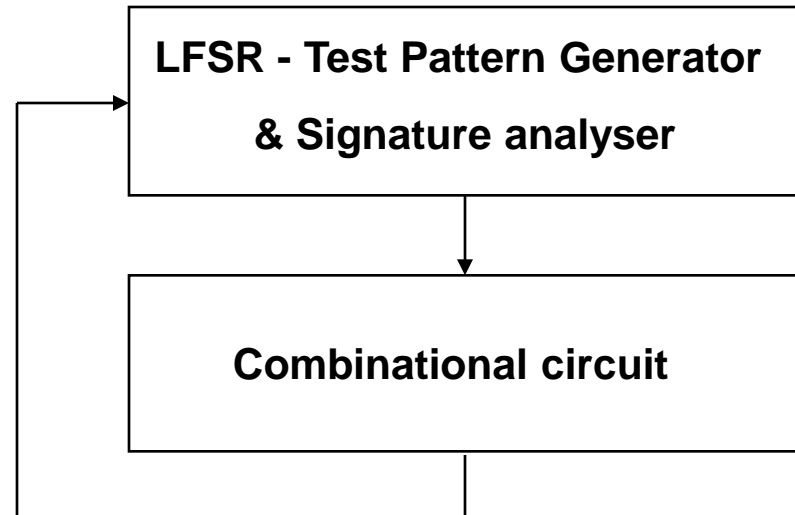 LFSR - Test Pattern Generator
& Signature analyser
Combinational circuit